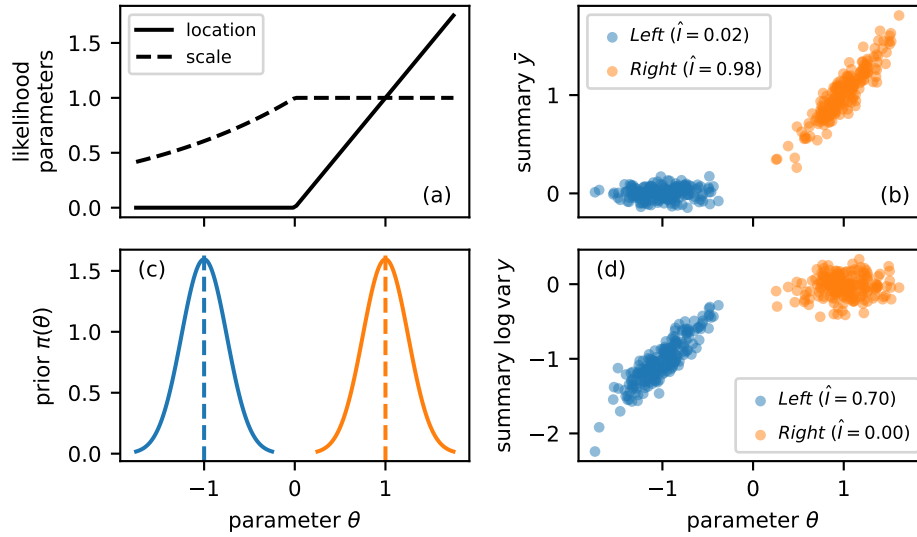 likelihood
parameters
1.5
1.0
0.5
0.0
location
scale
(a)
summary ȳ
1
0
Left (Î = 0.02)
Right (Î = 0.98)
(b)
prior π(θ)
1.5
1.0
0.5
0.0
(c)
−1 0 1
parameter θ
summary log var y
0
−1
−2
(d)
Left (Î = 0.70)
Right (Î = 0.00)
−1 0 1
parameter θ